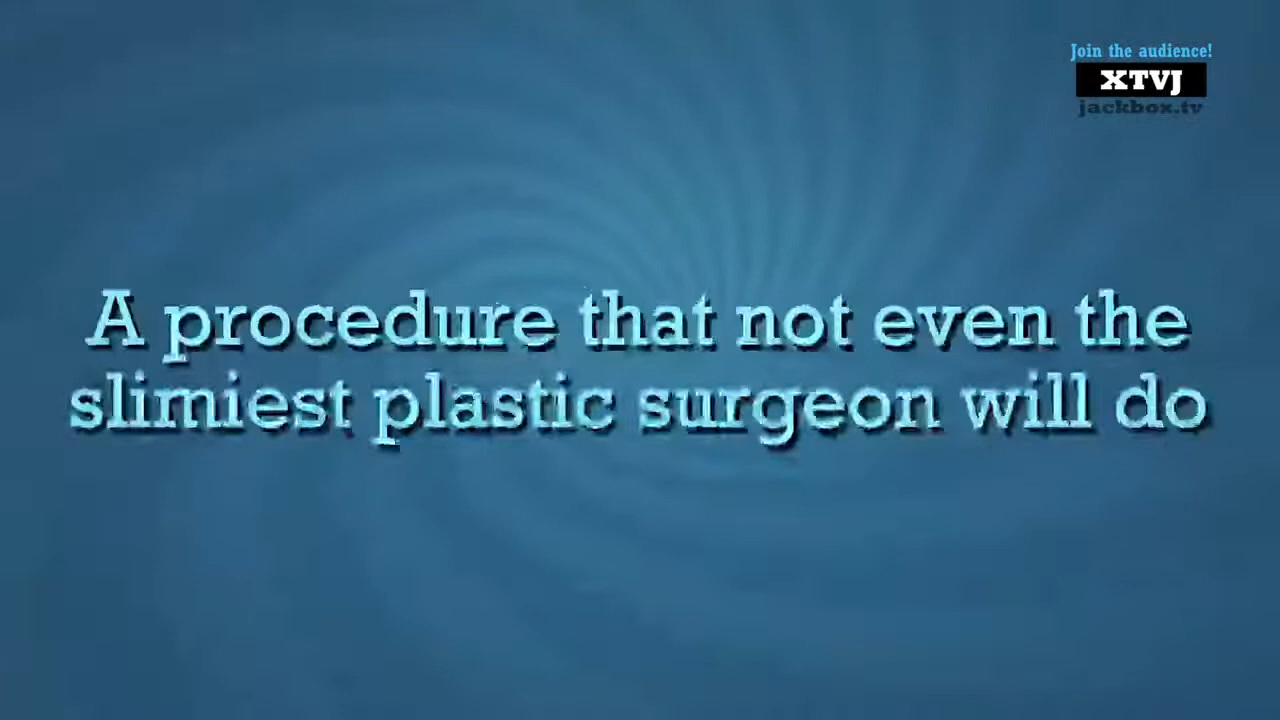 Join the audience!
XTVJ
jackbox.tv
A procedure that not even the
slimiest plastic surgeon will do